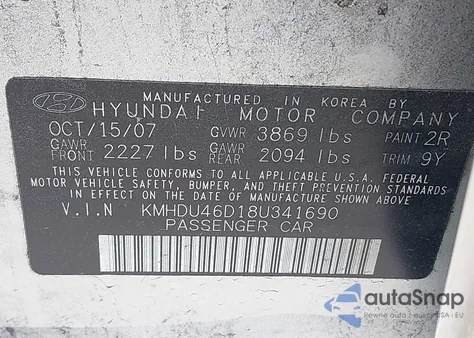 MANUFACTURED IN KOREA BY
HYUNDAI MOTOR COMPANY
OCT/15/07 GVWR 3869 lbs PAINT 2R
GAWR FRONT 2227 lbs GAWR REAR 2094 lbs TRIM 9Y
THIS VEHICLE CONFORMS TO ALL APPLICABLE U.S.A. FEDERAL
MOTOR VEHICLE SAFETY, BUMPER, AND THEFT PREVENTION STANDARDS
IN EFFECT ON THE DATE OF MANUFACTURE SHOWN ABOVE.
V.I.N KMHDU46D18U341690
PASSENGER CAR
autoSnap